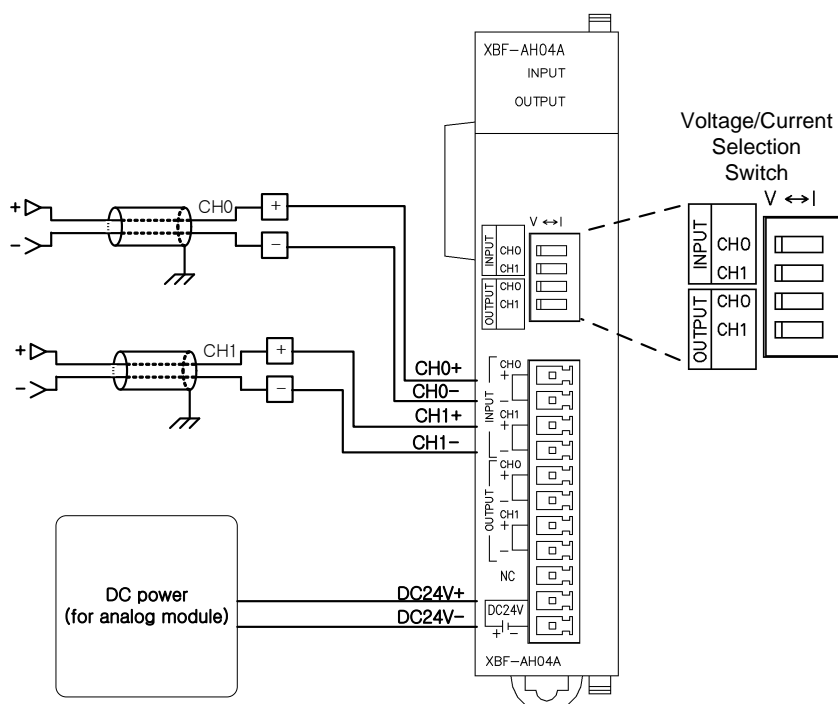 XBF-AH04A
INPUT
OUTPUT
Voltage/Current
Selection
Switch
V ↔ I
INPUT
CH0
CH1
OUTPUT
CH0
CH1
V ↔ I
INPUT
CH0
CH1
OUTPUT
CH0
CH1
+
-
CH0
+
-
+
-
CH1
+
-
CH0+
CH0-
CH1+
CH1-
INPUT
CH0
+
-
CH1
+
-
OUTPUT
CH0
+
-
CH1
+
-
NC
DC24V
+ -
DC power
(for analog module)
DC24V+
DC24V-
XBF-AH04A